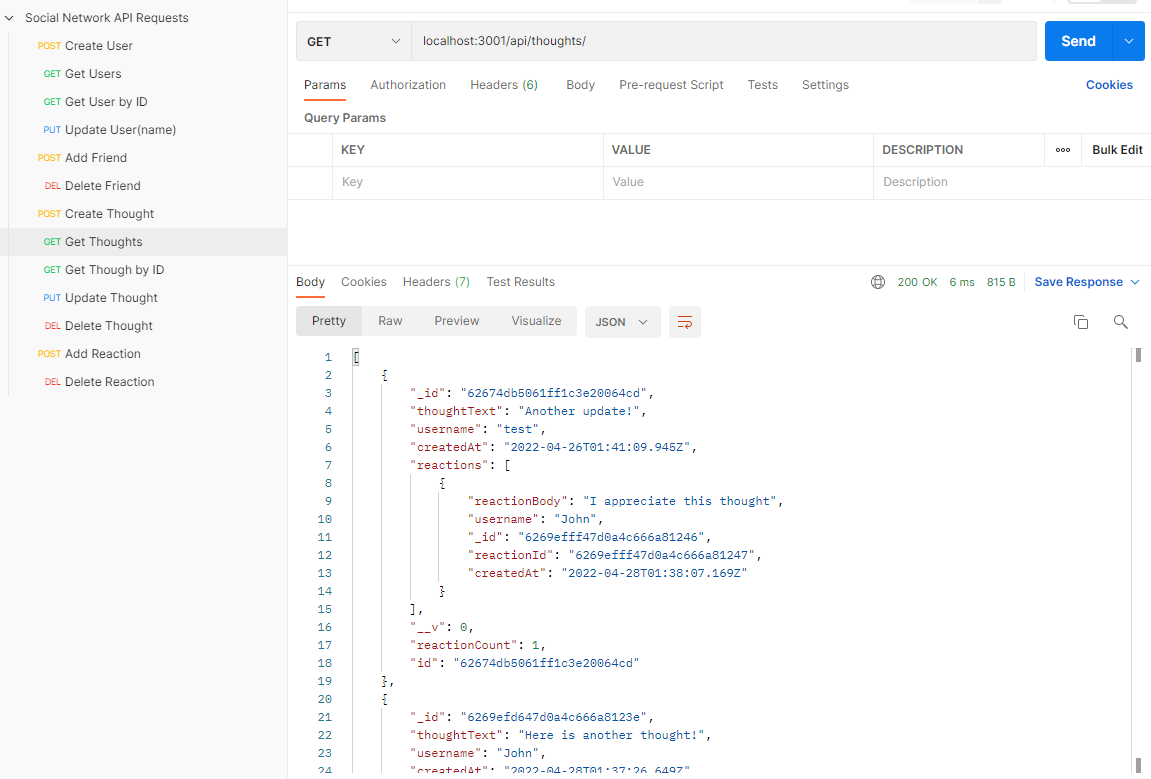 Social Network API Requests
POST Create User
GET Get Users
GET Get User by ID
PUT Update User(name)
POST Add Friend
DEL Delete Friend
POST Create Thought
GET Get Thoughts
GET Get Though by ID
PUT Update Thought
DEL Delete Thought
POST Add Reaction
DEL Delete Reaction
GET localhost:3001/api/thoughts/ Send
Params Authorization Headers (6) Body Pre-request Script Tests Settings Cookies
Query Params
KEY VALUE DESCRIPTION ooo Bulk Edit
Key Value Description
Body Cookies Headers (7) Test Results 200 OK 6 ms 815 B Save Response
Pretty Raw Preview Visualize JSON
1 [
2 {
3 "_id": "62674db5061ff1c3e20064cd",
4 "thoughtText": "Another update!",
5 "username": "test",
6 "createdAt": "2022-04-26T01:41:09.945Z",
7 "reactions": [
8 {
9 "reactionBody": "I appreciate this thought",
10 "username": "John",
11 "_id": "6269efff47d0a4c666a81246",
12 "reactionId": "6269efff47d0a4c666a81247",
13 "createdAt": "2022-04-28T01:38:07.169Z"
14 }
15 ],
16 "__v": 0,
17 "reactionCount": 1,
18 "id": "62674db5061ff1c3e20064cd"
19 },
20 {
21 "_id": "6269efd647d0a4c666a8123e",
22 "thoughtText": "Here is another thought!",
23 "username": "John",
24 "createdAt": "2022-04-28T01:37:26.649Z"